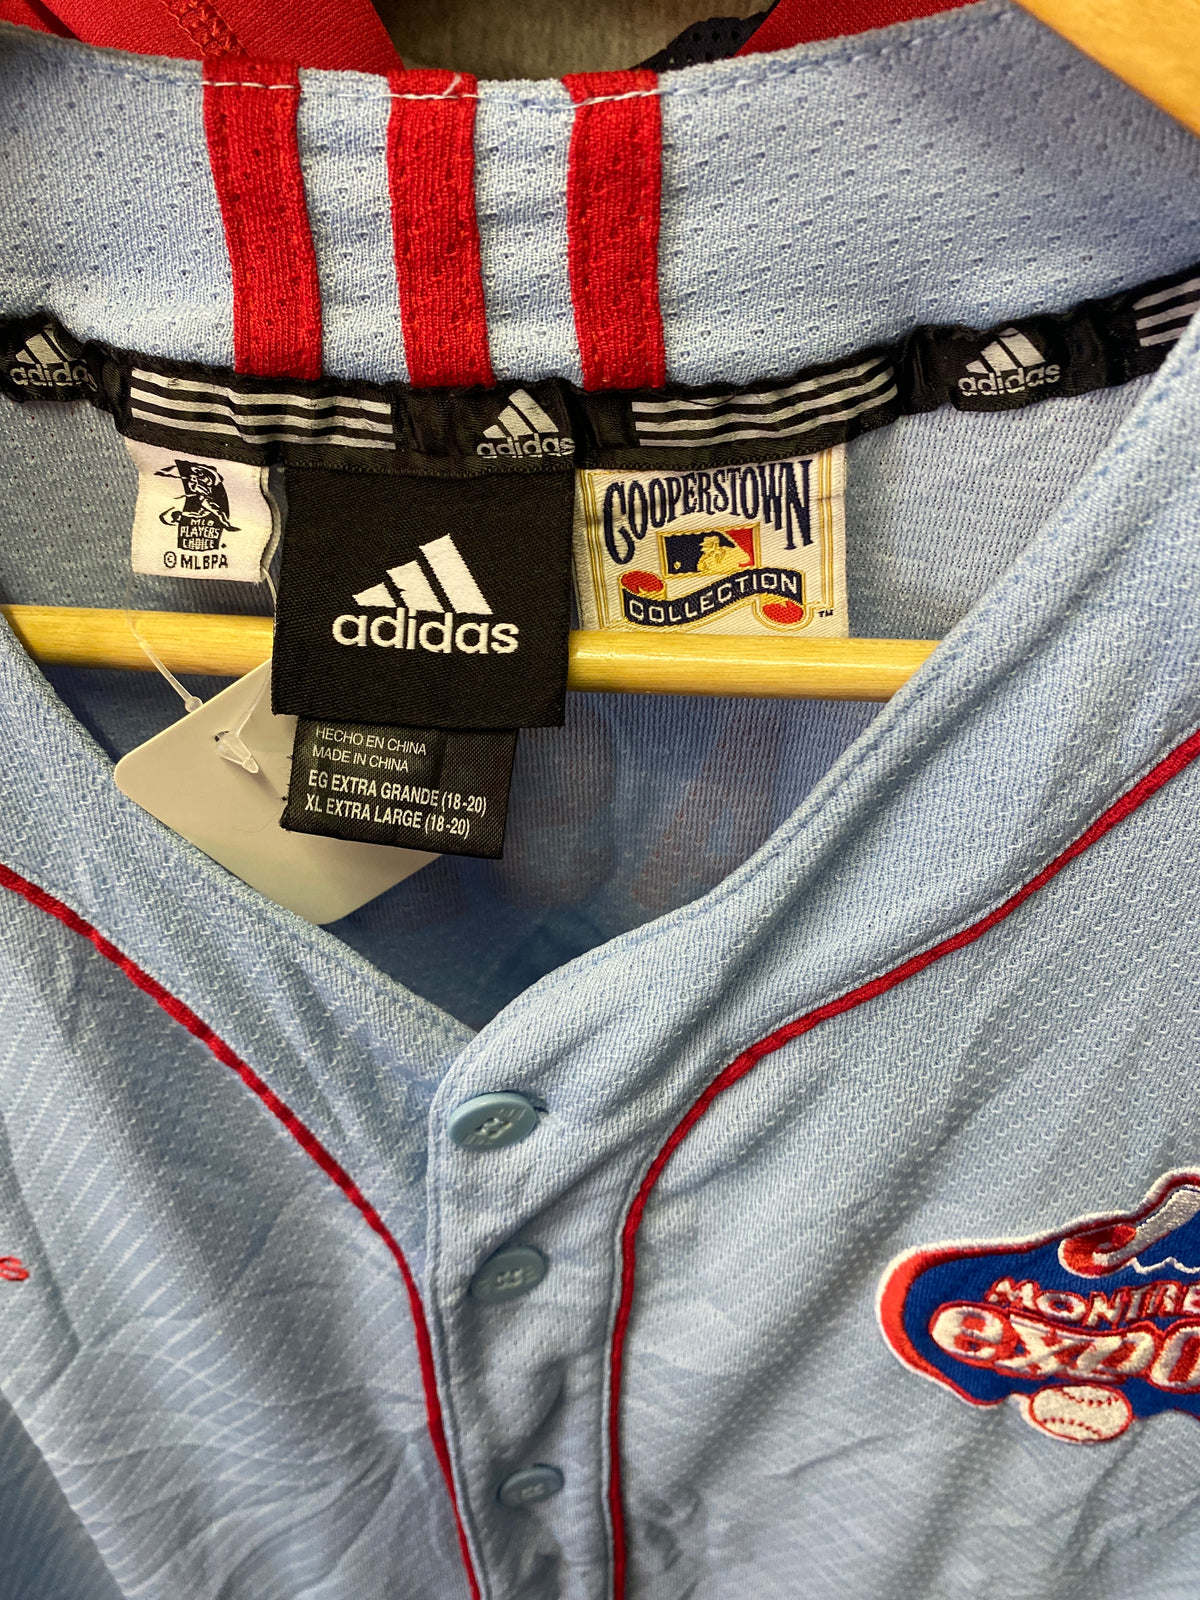 adidas
adidas
adidas
MLB
PLAYERS
CHOICE
©MLBPA
adidas
COOPERSTOWN
COLLECTION
TM
HECHO EN CHINA
MADE IN CHINA
EG EXTRA GRANDE (18-20)
XL EXTRA LARGE (18-20)
s
MONTRE
expo